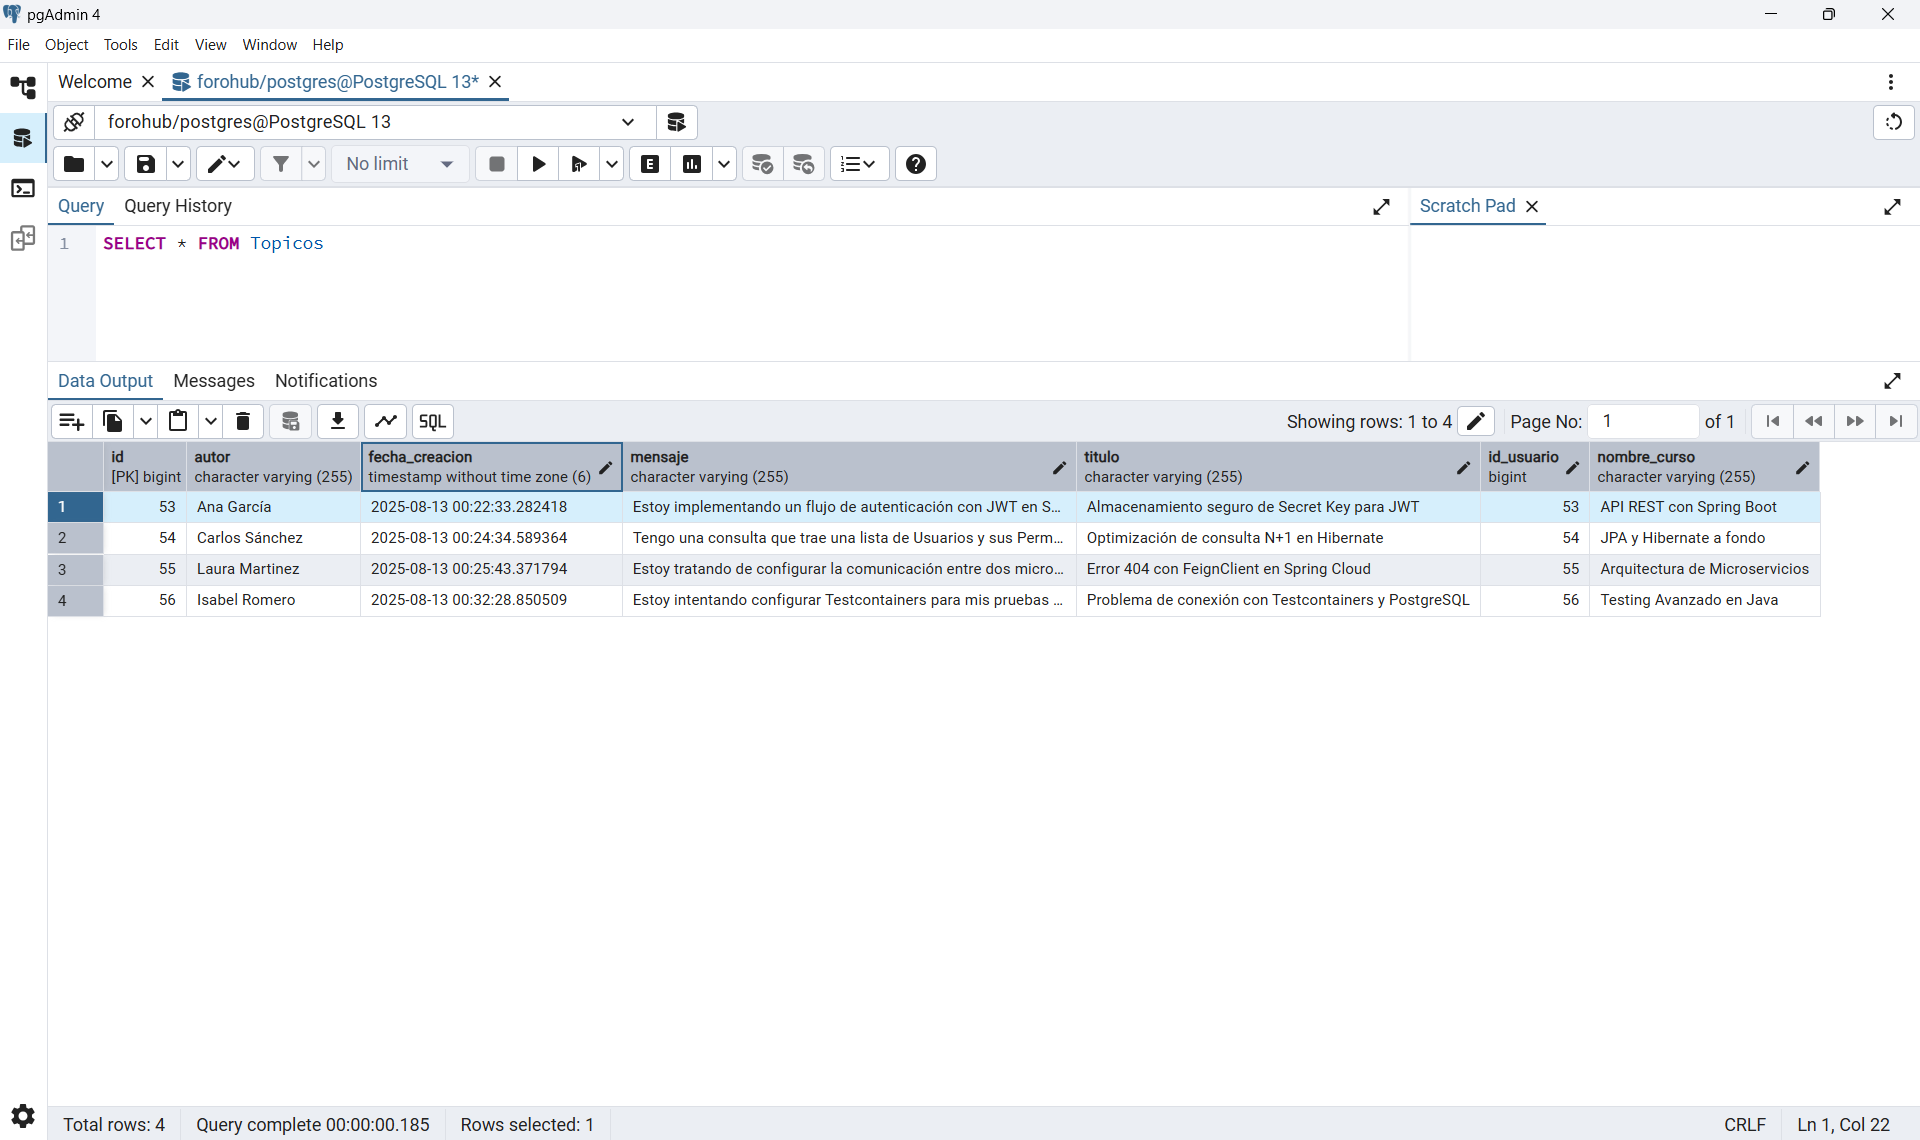 pgAdmin 4
File Object Tools Edit View Window Help
Welcome forohub/postgres@PostgreSQL 13*
forohub/postgres@PostgreSQL 13
No limit E
Query Query History Scratch Pad
1 SELECT * FROM Topicos
Data Output Messages Notifications
SQL Showing rows: 1 to 4 Page No: 1 of 1
id autor fecha_creacion mensaje titulo id_usuario nombre_curso
[PK] bigint character varying (255) timestamp without time zone (6) character varying (255) character varying (255) bigint character varying (255)
1 53 Ana García 2025-08-13 00:22:33.282418 Estoy implementando un flujo de autenticación con JWT en S... Almacenamiento seguro de Secret Key para JWT 53 API REST con Spring Boot
2 54 Carlos Sánchez 2025-08-13 00:24:34.589364 Tengo una consulta que trae una lista de Usuarios y sus Perm... Optimización de consulta N+1 en Hibernate 54 JPA y Hibernate a fondo
3 55 Laura Martinez 2025-08-13 00:25:43.371794 Estoy tratando de configurar la comunicación entre dos micro... Error 404 con FeignClient en Spring Cloud 55 Arquitectura de Microservicios
4 56 Isabel Romero 2025-08-13 00:32:28.850509 Estoy intentando configurar Testcontainers para mis pruebas ... Problema de conexión con Testcontainers y PostgreSQL 56 Testing Avanzado en Java
Total rows: 4 Query complete 00:00:00.185 Rows selected: 1 CRLF Ln 1, Col 22